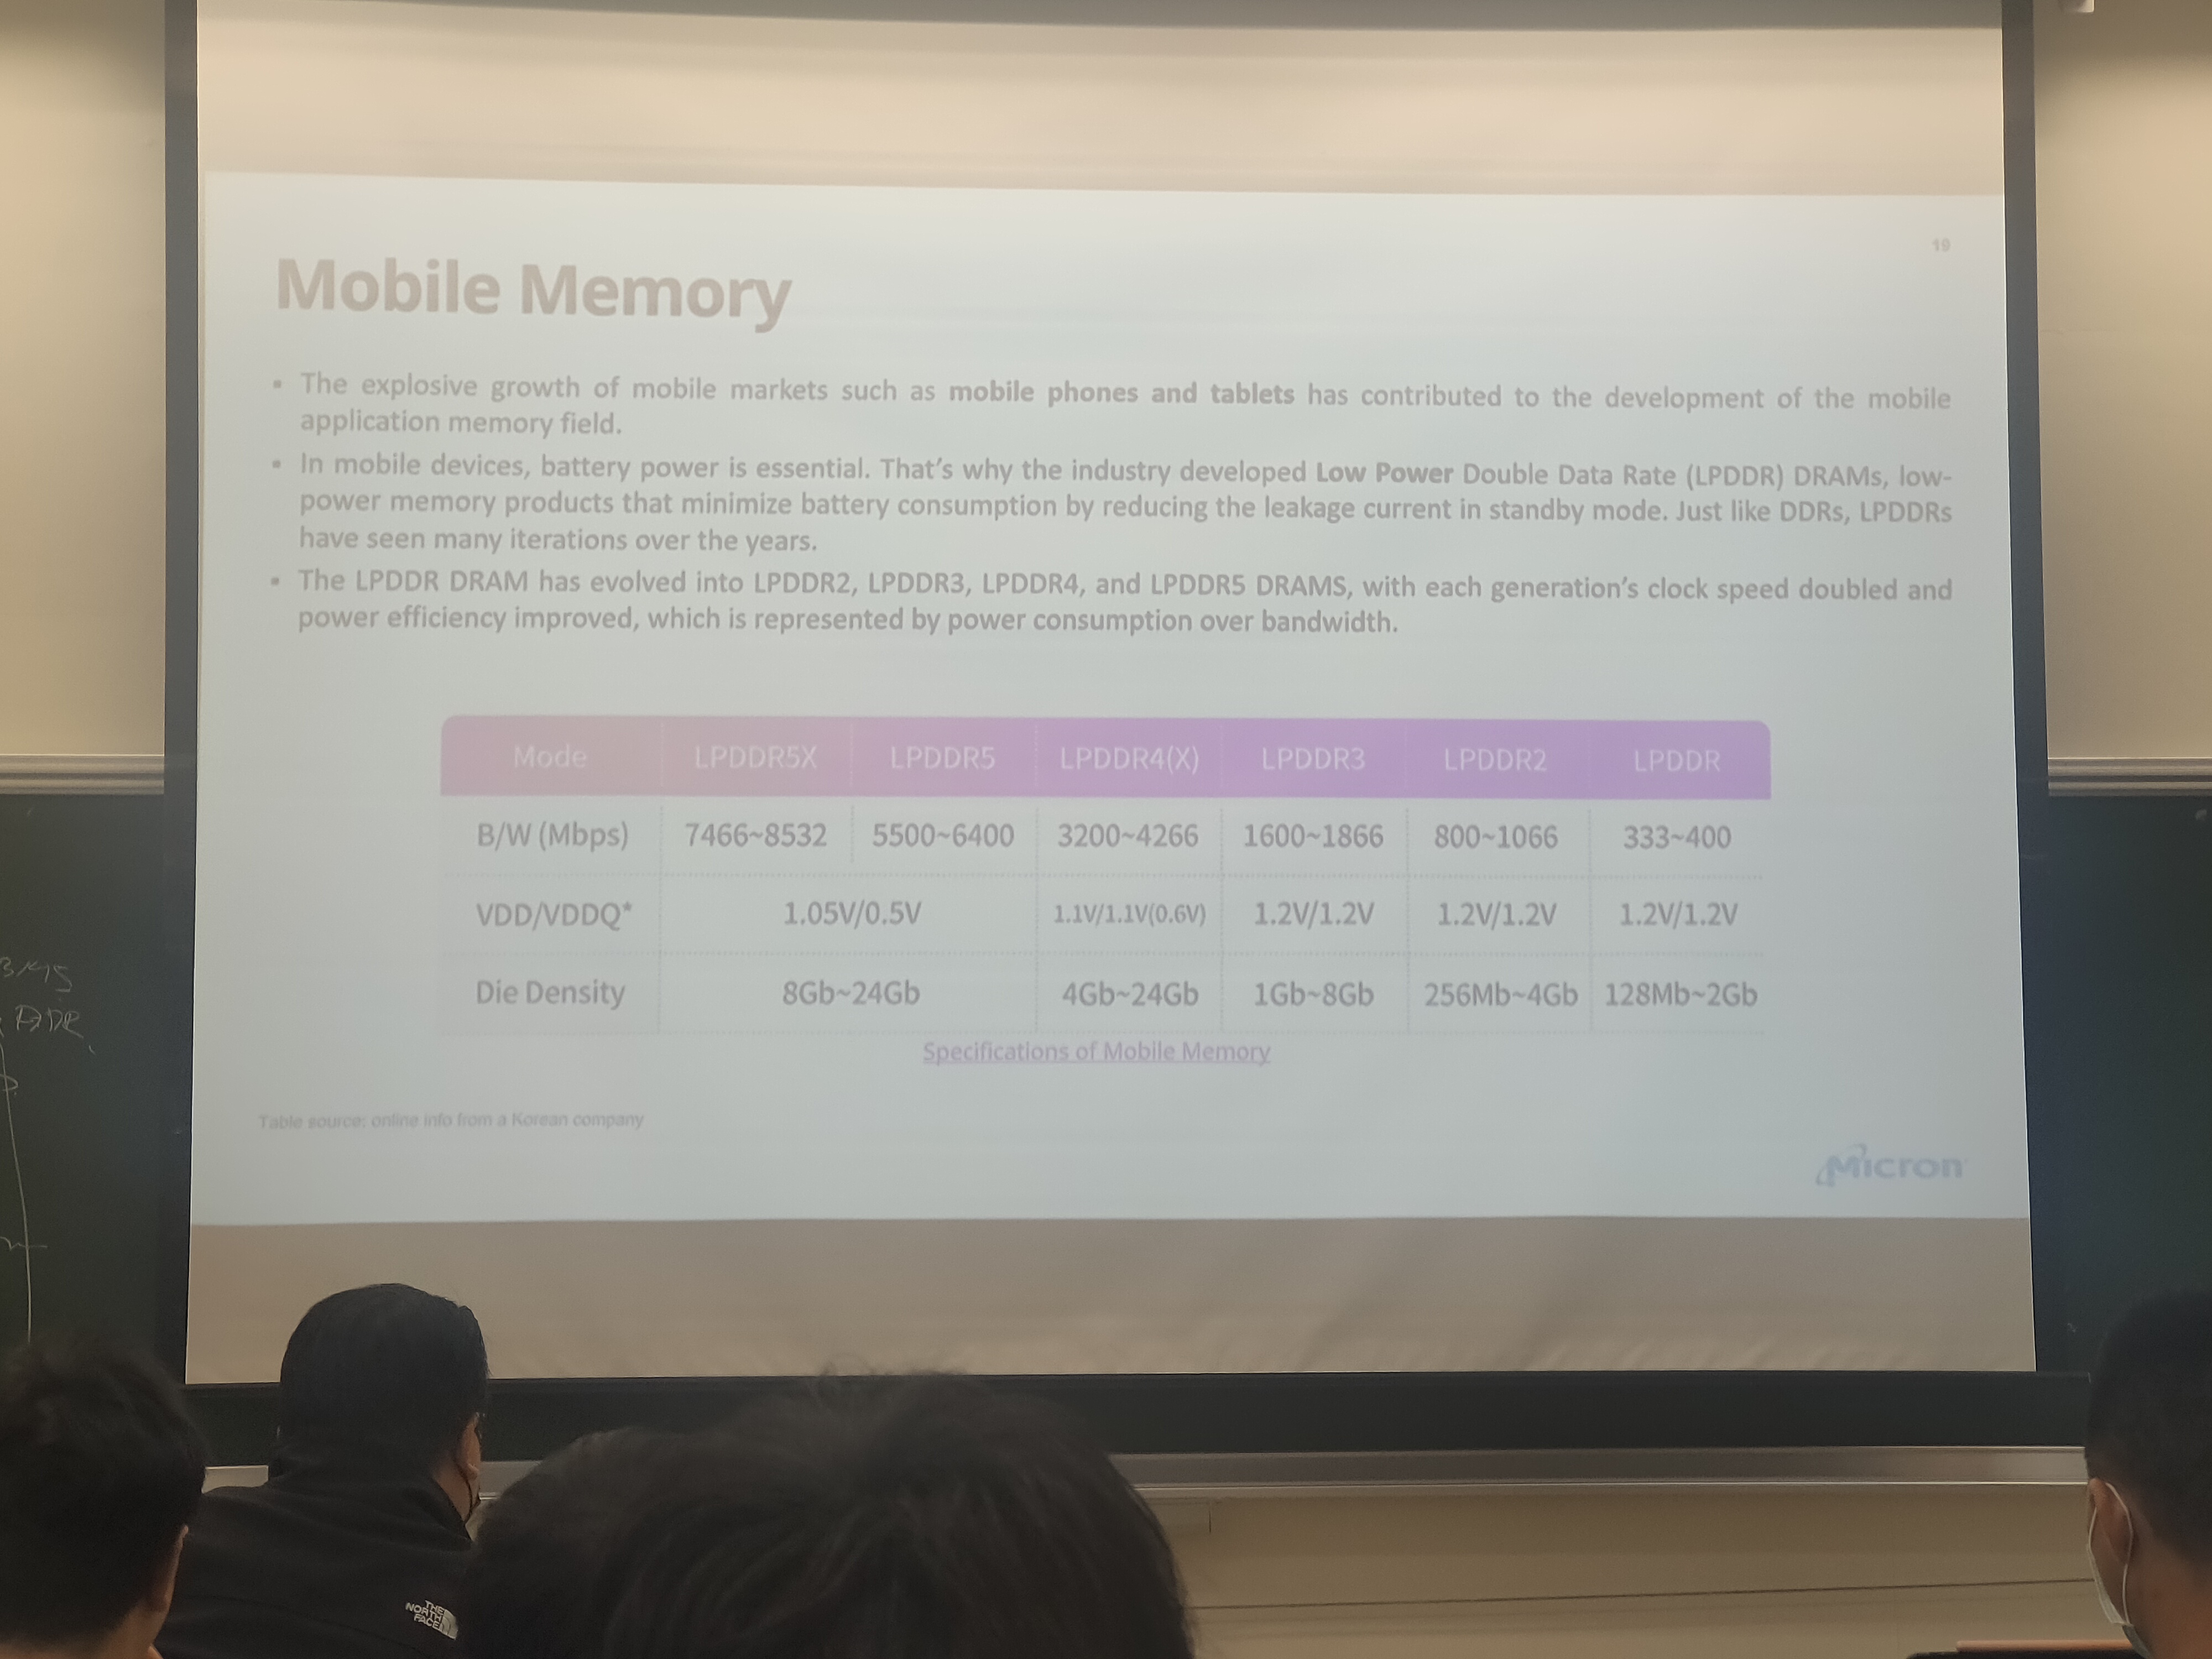 19
Mobile Memory
▪ The explosive growth of mobile markets such as mobile phones and tablets has contributed to the development of the mobile
application memory field.
▪ In mobile devices, battery power is essential. That's why the industry developed Low Power Double Data Rate (LPDDR) DRAMs, low-
power memory products that minimize battery consumption by reducing the leakage current in standby mode. Just like DDRs, LPDDRs
have seen many iterations over the years.
▪ The LPDDR DRAM has evolved into LPDDR2, LPDDR3, LPDDR4, and LPDDR5 DRAMS, with each generation's clock speed doubled and
power efficiency improved, which is represented by power consumption over bandwidth.
Mode LPDDR5X LPDDR5 LPDDR4(X) LPDDR3 LPDDR2 LPDDR
B/W (Mbps) 7466~8532 5500~6400 3200~4266 1600~1866 800~1066 333~400
VDD/VDDQ* 1.05V/0.5V 1.1V/1.1V(0.6V) 1.2V/1.2V 1.2V/1.2V 1.2V/1.2V
Die Density 8Gb~24Gb 4Gb~24Gb 1Gb~8Gb 256Mb~4Gb 128Mb~2Gb
Specifications of Mobile Memory
Table source: online info from a Korean company
Micron
THE
NORTH
FACE